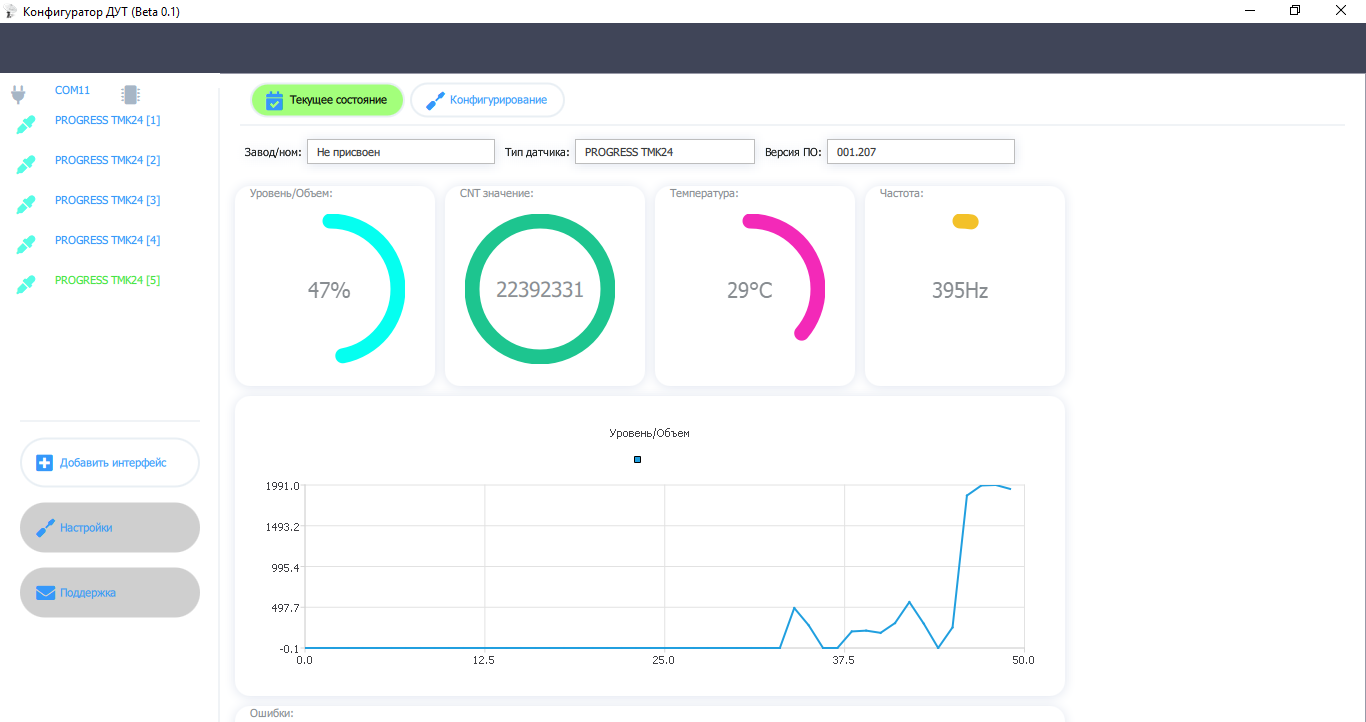 Конфигуратор ДУТ (Beta 0.1)
COM11
PROGRESS TMK24 [1]
PROGRESS TMK24 [2]
PROGRESS TMK24 [3]
PROGRESS TMK24 [4]
PROGRESS TMK24 [5]
Добавить интерфейс
Настройки
Поддержка
Текущее состояние
Конфигурирование
Завод/ном: Не присвоен Тип датчика: PROGRESS TMK24 Версия ПО: 001.207
Уровень/Объем:
47%
CNT значение:
22392331
Температура:
29°C
Частота:
395Hz
Уровень/Объем
1991.0
1493.2
995.4
497.7
-0.1
0.0 12.5 25.0 37.5 50.0
Ошибки: